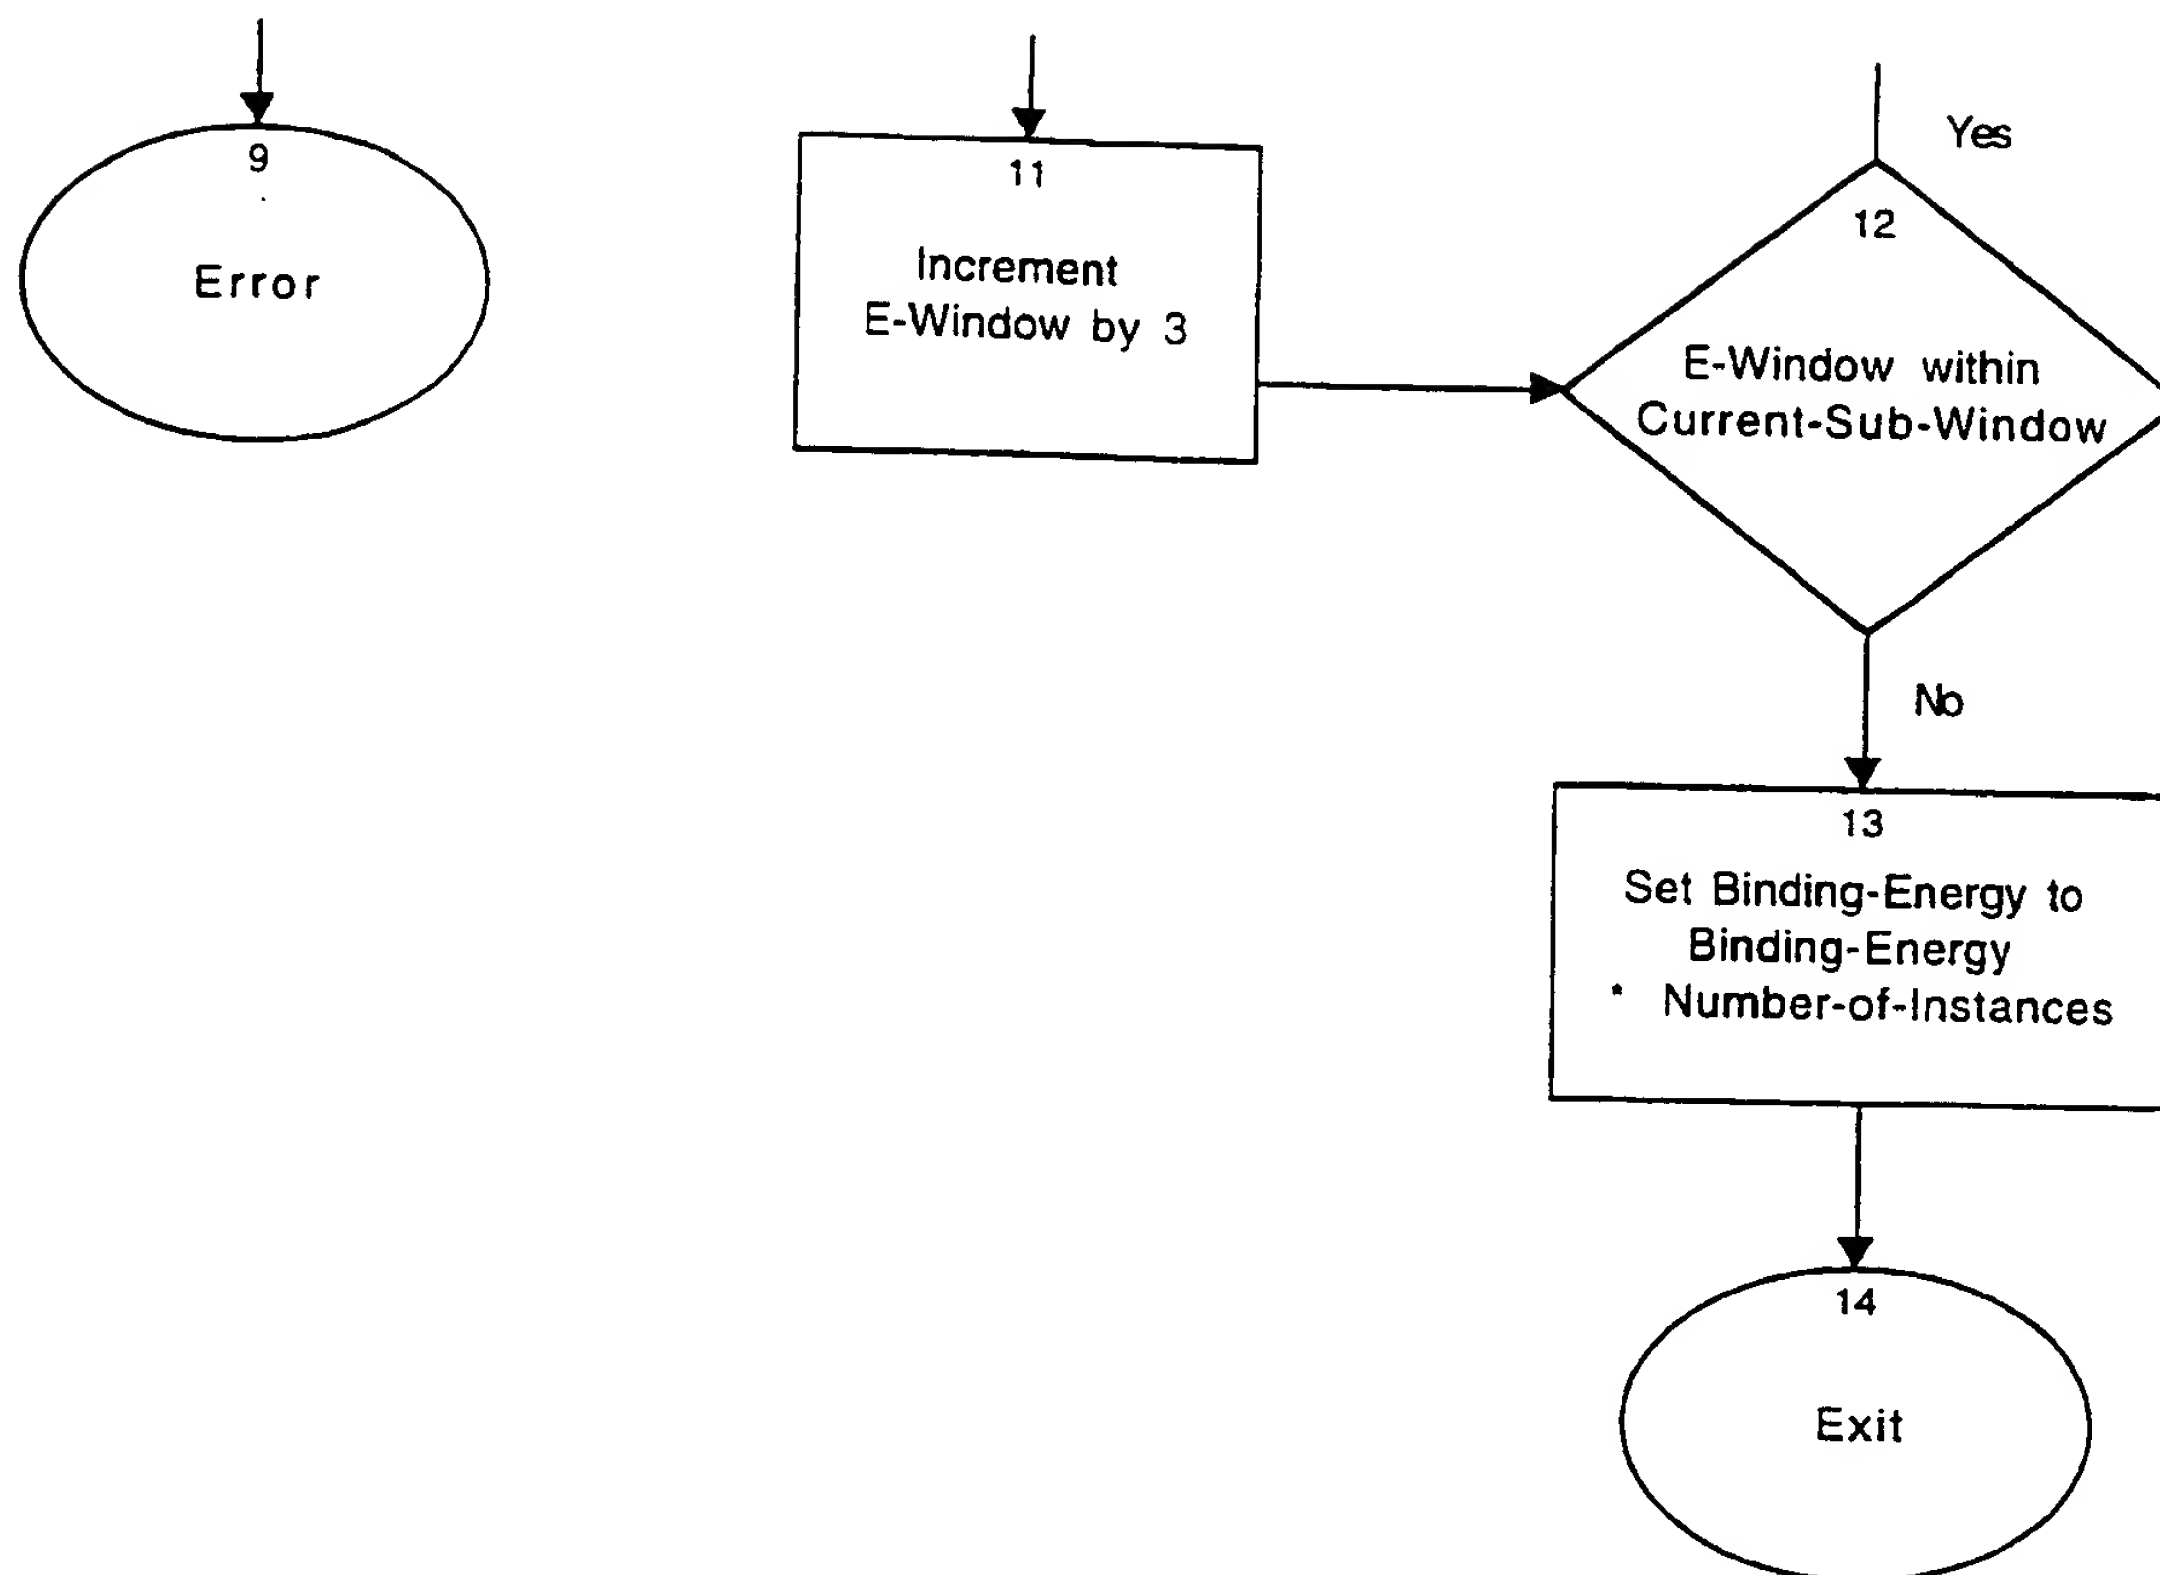 9
Error
11
Increment
E-Window by 3
Yes
12
E-Window within
Current-Sub-Window
No
13
Set Binding-Energy to
Binding-Energy
* Number-of-Instances
14
Exit